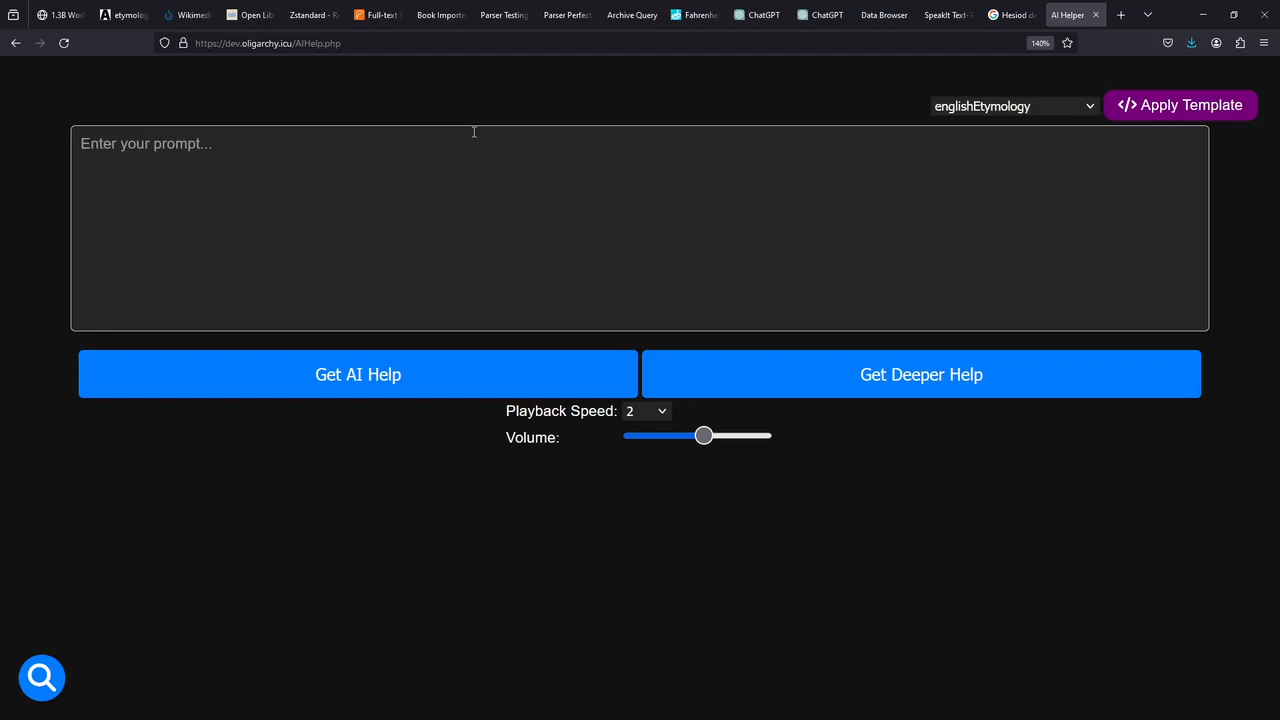 1.3B Wor
etymolog
Wikimedi
Open Lib
Zstandard - R
Full-text S
Book Importe
Parser Testing
Parser Perfect
Archive Query
Fahrenhe
ChatGPT
ChatGPT
Data Browser
SpeakIt Text-T
Hesiod de
AI Helper
https://dev.oligarchy.icu/AIHelp.php
140%
englishEtymology
</> Apply Template
Enter your prompt...
Get AI Help
Get Deeper Help
Playback Speed: 2
Volume: